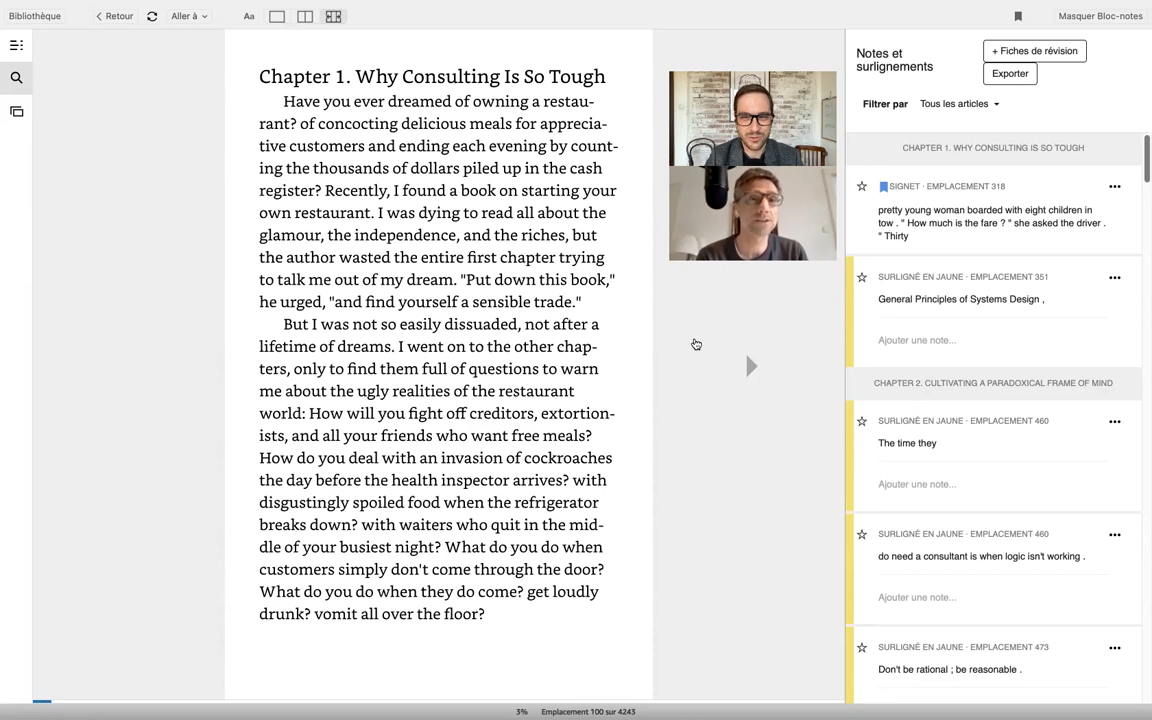 Bibliothèque
Retour
Aller à
Aa
Masquer Bloc-notes
Chapter 1. Why Consulting Is So Tough
Have you ever dreamed of owning a restau-
rant? of concocting delicious meals for apprecia-
tive customers and ending each evening by count-
ing the thousands of dollars piled up in the cash
register? Recently, I found a book on starting your
own restaurant. I was dying to read all about the
glamour, the independence, and the riches, but
the author wasted the entire first chapter trying
to talk me out of my dream. "Put down this book,"
he urged, "and find yourself a sensible trade."
But I was not so easily dissuaded, not after a
lifetime of dreams. I went on to the other chap-
ters, only to find them full of questions to warn
me about the ugly realities of the restaurant
world: How will you fight off creditors, extortion-
ists, and all your friends who want free meals?
How do you deal with an invasion of cockroaches
the day before the health inspector arrives? with
disgustingly spoiled food when the refrigerator
breaks down? with waiters who quit in the mid-
dle of your busiest night? What do you do when
customers simply don't come through the door?
What do you do when they do come? get loudly
drunk? vomit all over the floor?
Notes et
surlignements
+ Fiches de révision
Exporter
Filtrer par Tous les articles
CHAPTER 1. WHY CONSULTING IS SO TOUGH
SIGNET · EMPLACEMENT 318
pretty young woman boarded with eight children in
tow . " How much is the fare ? " she asked the driver .
" Thirty
SURLIGNÉ EN JAUNE · EMPLACEMENT 351
General Principles of Systems Design ,
Ajouter une note...
CHAPTER 2. CULTIVATING A PARADOXICAL FRAME OF MIND
SURLIGNÉ EN JAUNE · EMPLACEMENT 460
The time they
Ajouter une note...
SURLIGNÉ EN JAUNE · EMPLACEMENT 460
do need a consultant is when logic isn't working .
Ajouter une note...
SURLIGNÉ EN JAUNE · EMPLACEMENT 473
Don't be rational ; be reasonable .
3% Emplacement 100 sur 4243